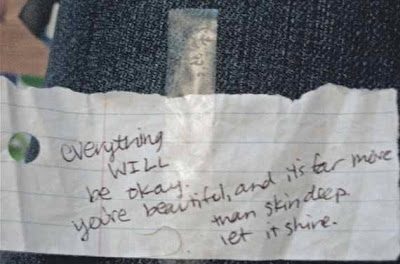 everything
WILL
be okay..
you're beautiful, and it's far more
than skin deep
let it shine.